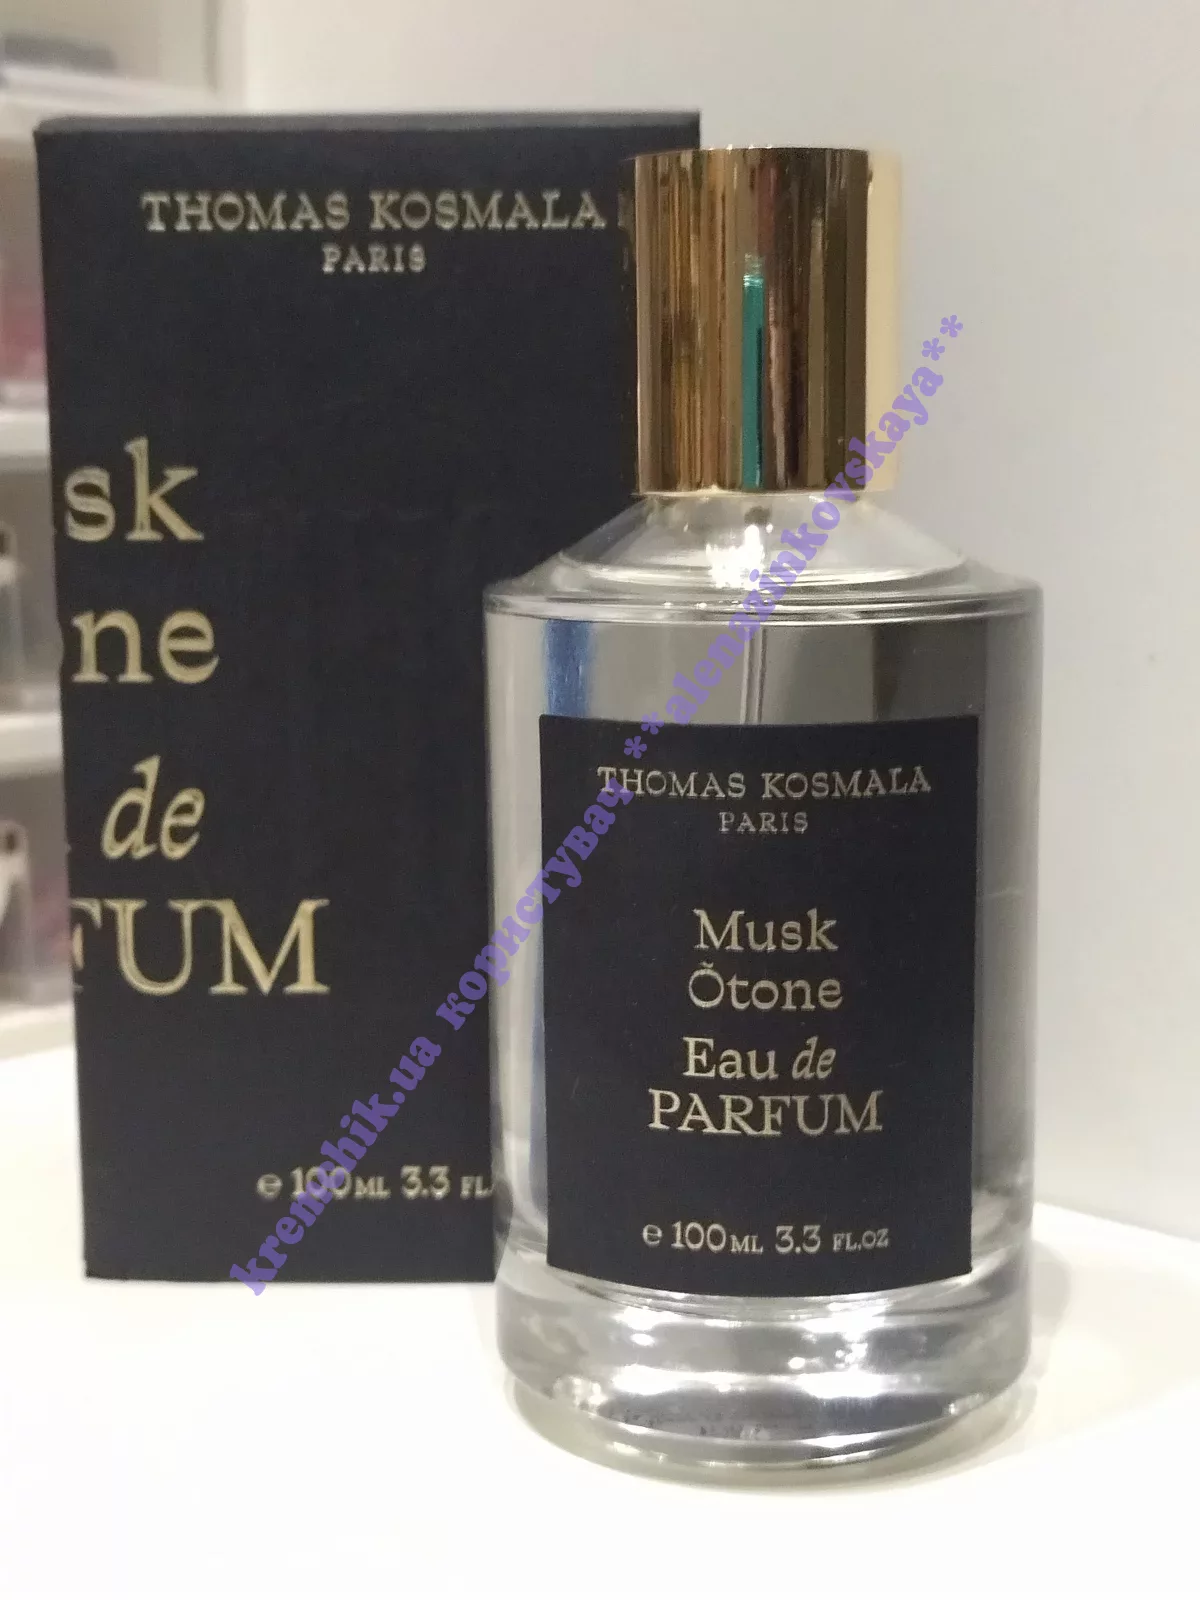 THOMAS KOSMALA
PARIS
sk
ne
de
FUM
e 100ML 3.3 FL.
THOMAS KOSMALA
PARIS
Musk
Õtone
Eau de
PARFUM
e 100ML 3.3 FL.OZ
kremchik.ua користувач **alenazinkovskaya**